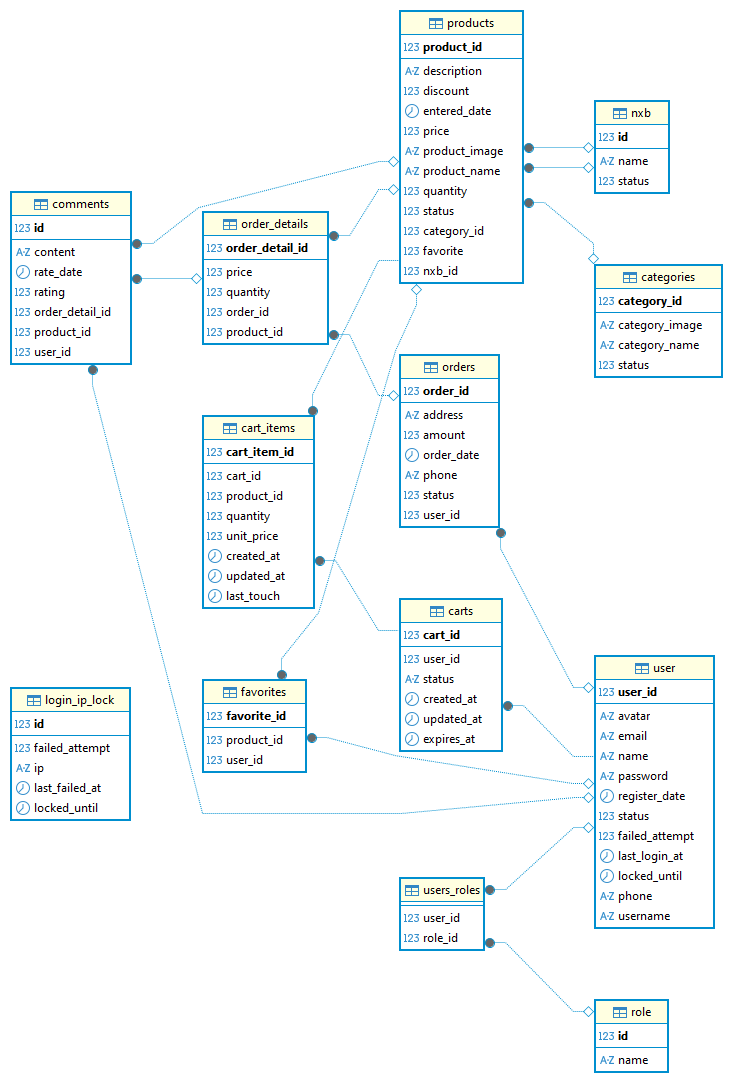 products
123 product_id
A-Z description
123 discount
entered_date
123 price
A-Z product_image
A-Z product_name
123 quantity
123 status
123 category_id
123 favorite
123 nxb_id
nxb
123 id
A-Z name
123 status
comments
123 id
A-Z content
rate_date
123 rating
123 order_detail_id
123 product_id
123 user_id
order_details
123 order_detail_id
123 price
123 quantity
123 order_id
123 product_id
categories
123 category_id
A-Z category_image
A-Z category_name
123 status
orders
123 order_id
A-Z address
123 amount
order_date
A-Z phone
123 status
123 user_id
cart_items
123 cart_item_id
123 cart_id
123 product_id
123 quantity
123 unit_price
created_at
updated_at
last_touch
carts
123 cart_id
123 user_id
A-Z status
created_at
updated_at
expires_at
user
123 user_id
A-Z avatar
A-Z email
A-Z name
A-Z password
register_date
123 status
123 failed_attempt
last_login_at
locked_until
A-Z phone
A-Z username
favorites
123 favorite_id
123 product_id
123 user_id
login_ip_lock
123 id
123 failed_attempt
A-Z ip
last_failed_at
locked_until
users_roles
123 user_id
123 role_id
role
123 id
A-Z name